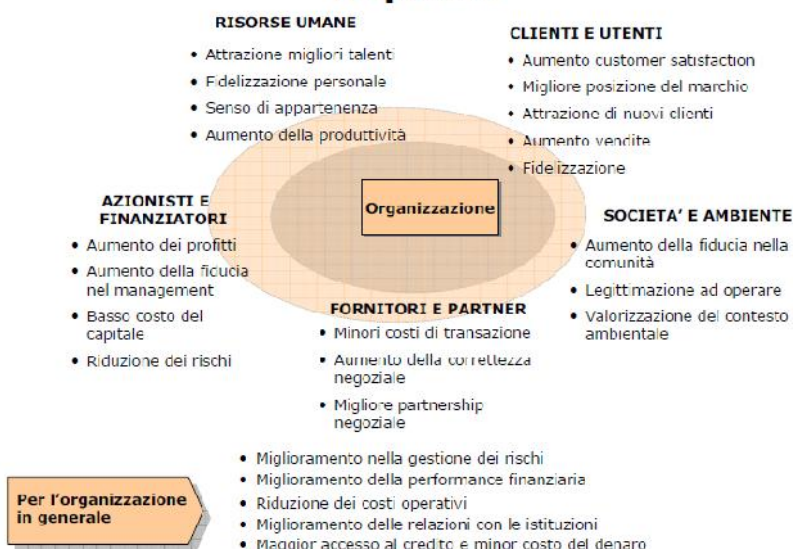 RISORSE UMANE
• Attrazione migliori talenti
• Fidelizzazione personale
• Senso di appartenenza
• Aumento della produttività
CLIENTI E UTENTI
• Aumento customer satisfaction
• Migliore posizione del marchio
• Attrazione di nuovi clienti
• Aumento vendite
• Fidelizzazione
Organizzazione
AZIONISTI E
FINANZIATORI
• Aumento dei profitti
• Aumento della fiducia
nel management
• Basso costo del
capitale
• Riduzione dei rischi
FORNITORI E PARTNER
• Minori costi di transazione
• Aumento della correttezza
negoziale
• Migliore partnership
negoziale
SOCIETA' E AMBIENTE
• Aumento della fiducia nella
comunità
• Legittimazione ad operare
• Valorizzazione del contesto
ambientale
Per l'organizzazione
in generale
• Miglioramento nella gestione dei rischi
• Miglioramento della performance finanziaria
• Riduzione dei costi operativi
• Miglioramento delle relazioni con le istituzioni
• Maggior accesso al credito e minor costo del denaro